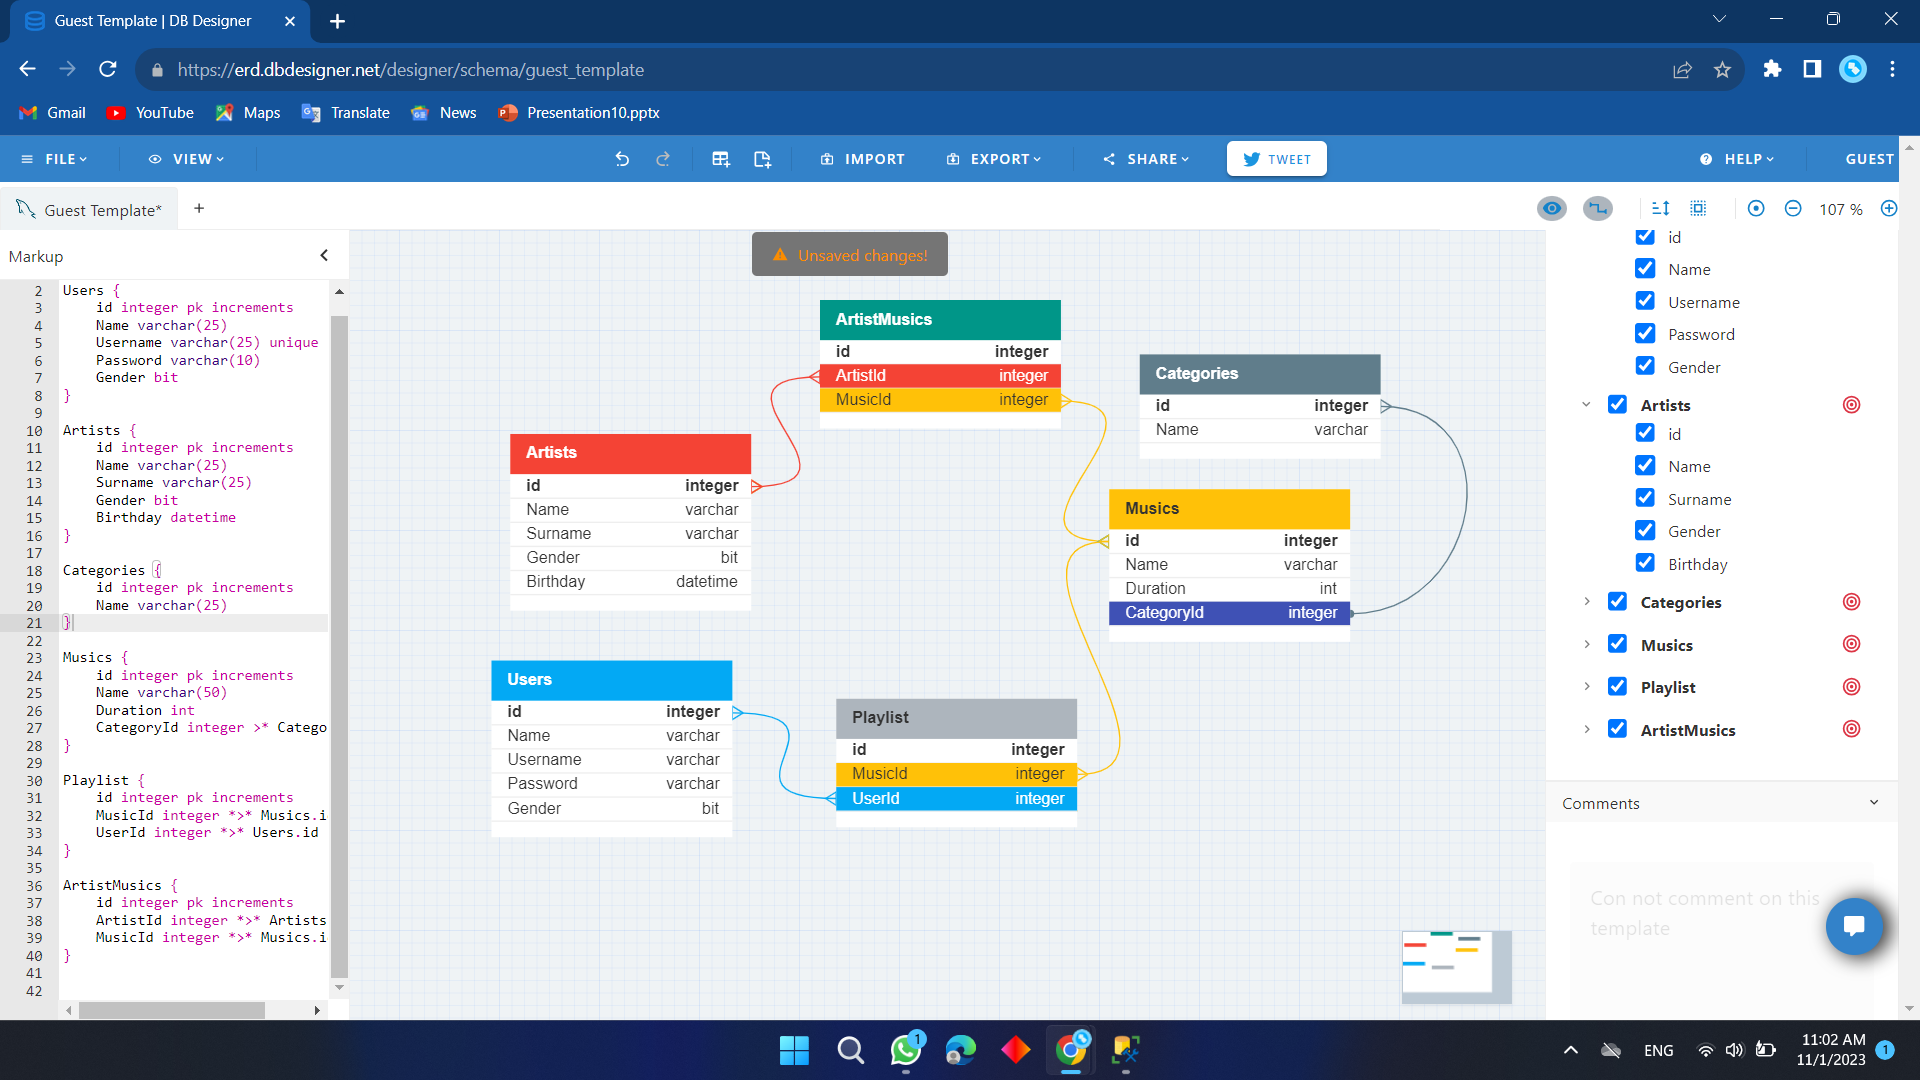 Guest Template | DB Designer
https://erd.dbdesigner.net/designer/schema/guest_template
Gmail YouTube Maps Translate News Presentation10.pptx
FILE VIEW IMPORT EXPORT SHARE TWEET HELP GUEST
Guest Template* +
107 %
Markup
2 Users {
3 id integer pk increments
4 Name varchar(25)
5 Username varchar(25) unique
6 Password varchar(10)
7 Gender bit
8 }
9
10 Artists {
11 id integer pk increments
12 Name varchar(25)
13 Surname varchar(25)
14 Gender bit
15 Birthday datetime
16 }
17
18 Categories {
19 id integer pk increments
20 Name varchar(25)
21 }
22
23 Musics {
24 id integer pk increments
25 Name varchar(50)
26 Duration int
27 CategoryId integer >* Catego
28 }
29
30 Playlist {
31 id integer pk increments
32 MusicId integer *>* Musics.i
33 UserId integer *>* Users.id
34 }
35
36 ArtistMusics {
37 id integer pk increments
38 ArtistId integer *>* Artists
39 MusicId integer *>* Musics.i
40 }
41
42
Unsaved changes!
ArtistMusics
id integer
ArtistId integer
MusicId integer
Categories
id integer
Name varchar
Artists
id integer
Name varchar
Surname varchar
Gender bit
Birthday datetime
Musics
id integer
Name varchar
Duration int
CategoryId integer
Users
id integer
Name varchar
Username varchar
Password varchar
Gender bit
Playlist
id integer
MusicId integer
UserId integer
id
Name
Username
Password
Gender
Artists
id
Name
Surname
Gender
Birthday
Categories
Musics
Playlist
ArtistMusics
Comments
Con not comment on this
template
1
ENG
11:02 AM
11/1/2023
1